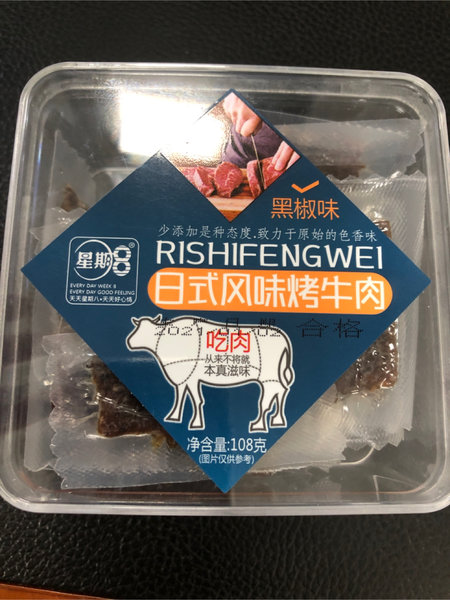 黑椒味
少添加是种态度.致力于原始的色香味
RISHIFENGWEI
星期8
EVERY DAY WEEK 8
EVERY DAY GOOD FEELING
天天星期八·天天好心情
日式风味烤牛肉
合格
吃肉
从来不将就
本真滋味
净含量:108克
(图片仅供参考)